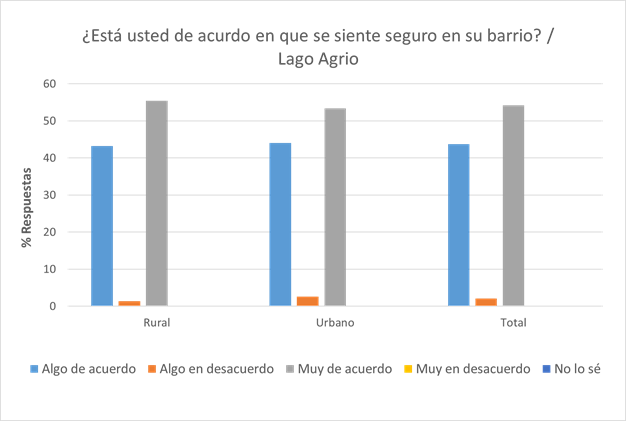 ¿Está usted de acurdo en que se siente seguro en su barrio? /
Lago Agrio
60
50
40
30
20
10
0
% Respuestas
Rural Urbano Total
Algo de acuerdo Algo en desacuerdo Muy de acuerdo Muy en desacuerdo No lo sé